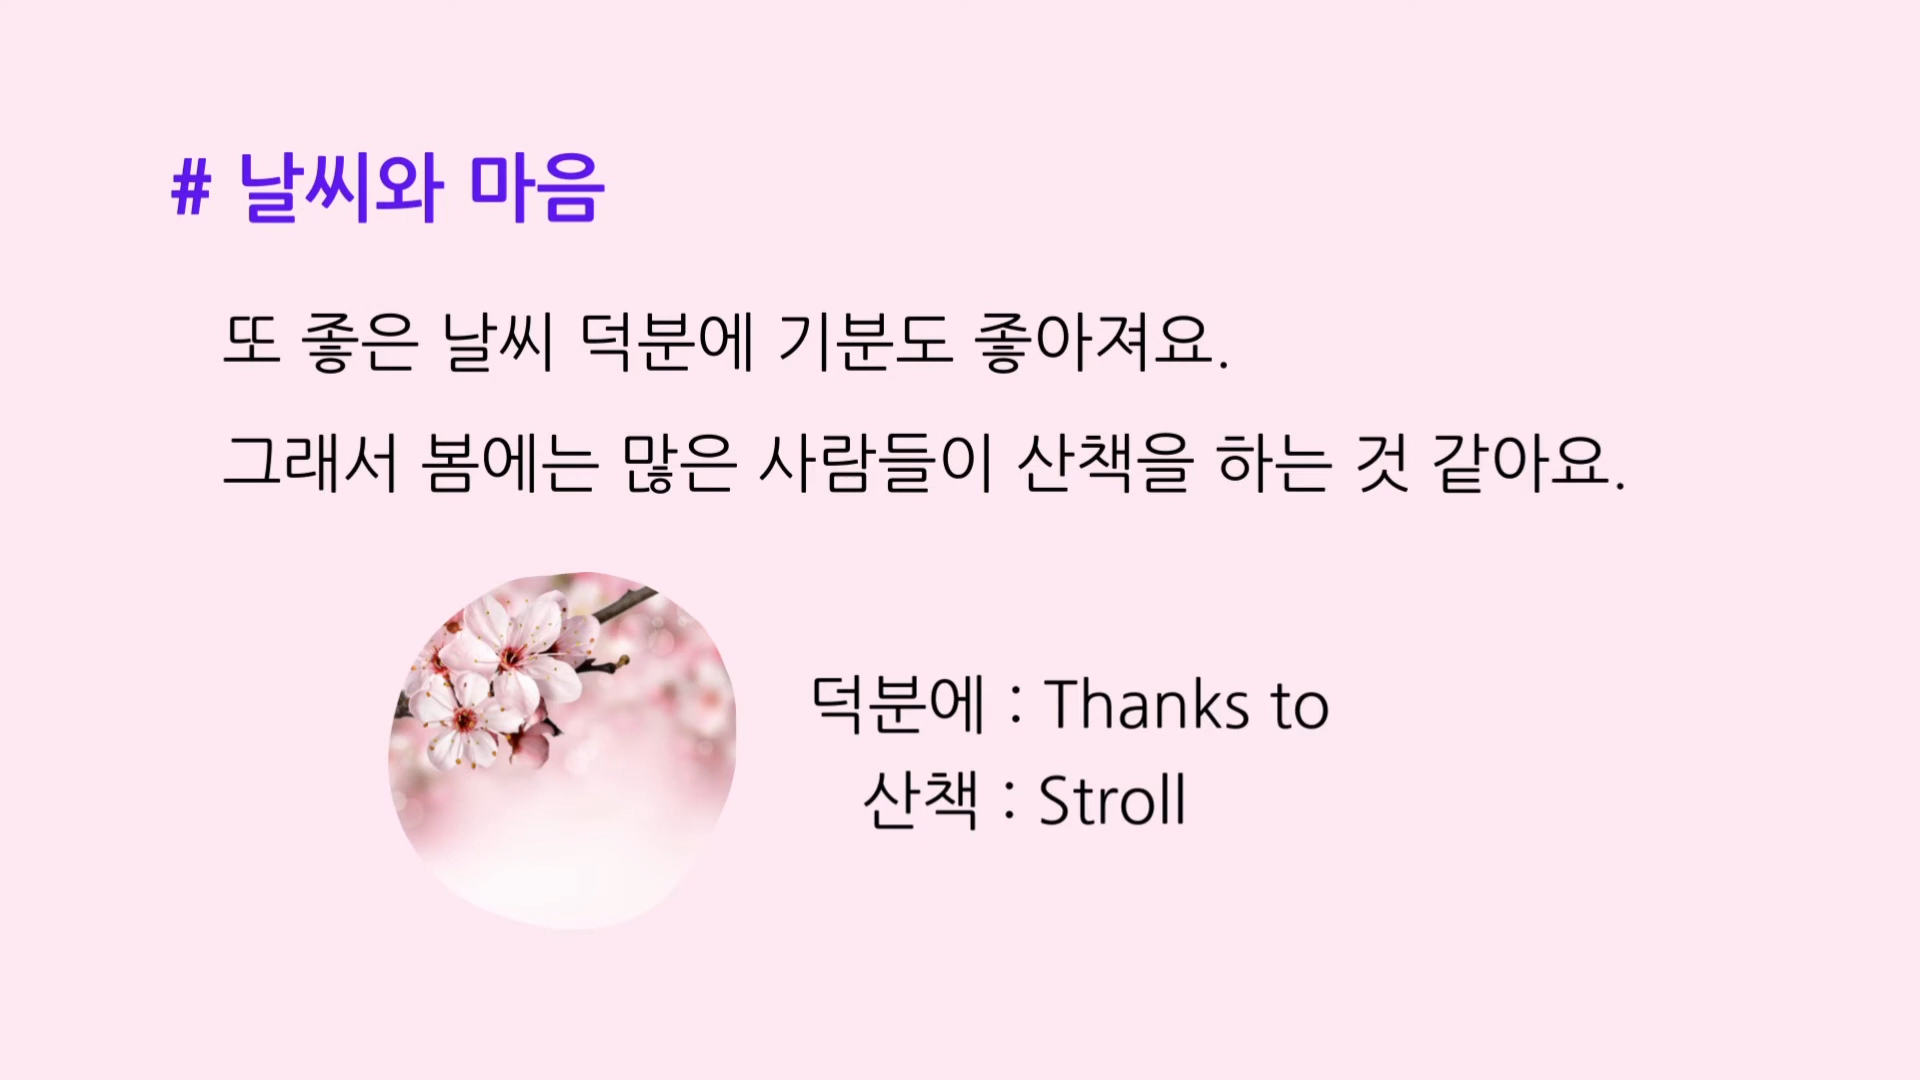 # 날씨와 마음
또 좋은 날씨 덕분에 기분도 좋아져요.
그래서 봄에는 많은 사람들이 산책을 하는 것 같아요.
덕분에 : Thanks to
산책 : Stroll